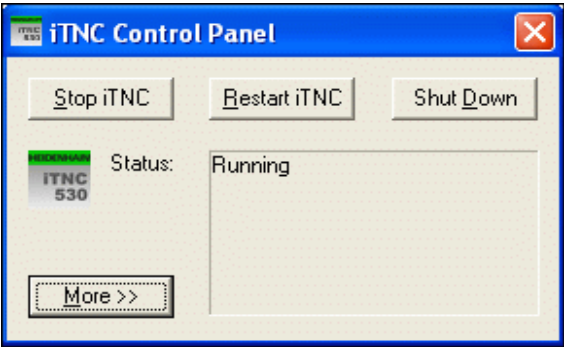 iTNC Control Panel
Stop iTNC
Restart iTNC
Shut Down
HEIDENHAIN
iTNC
530
Status:
Running
More >>